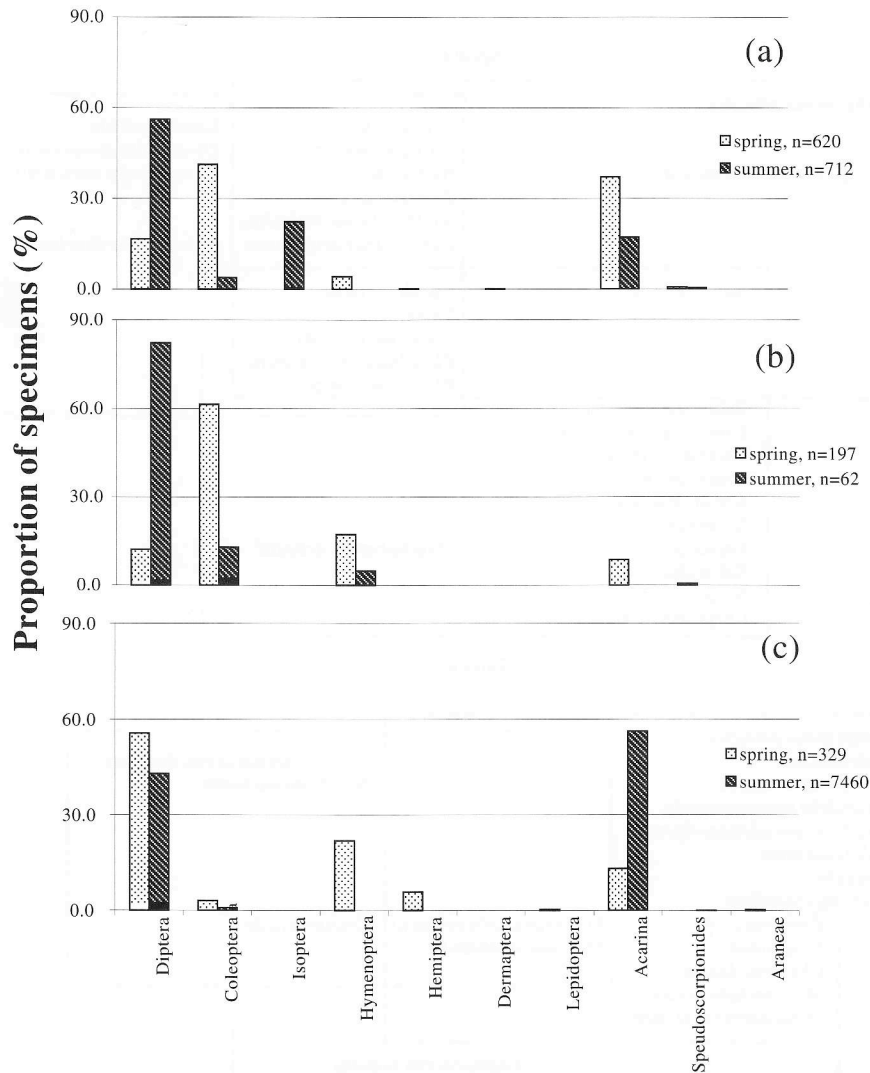 Proportion of specimens (%)
90.0
60.0
30.0
0.0
(a)
spring, n=620
summer, n=712
90.0
60.0
30.0
0.0
(b)
spring, n=197
summer, n=62
90.0
60.0
30.0
0.0
(c)
spring, n=329
summer, n=7460
Diptera
Coleoptera
Isoptera
Hymenoptera
Hemiptera
Dermaptera
Lepidoptera
Acarina
Speudoscorpionides
Araneae